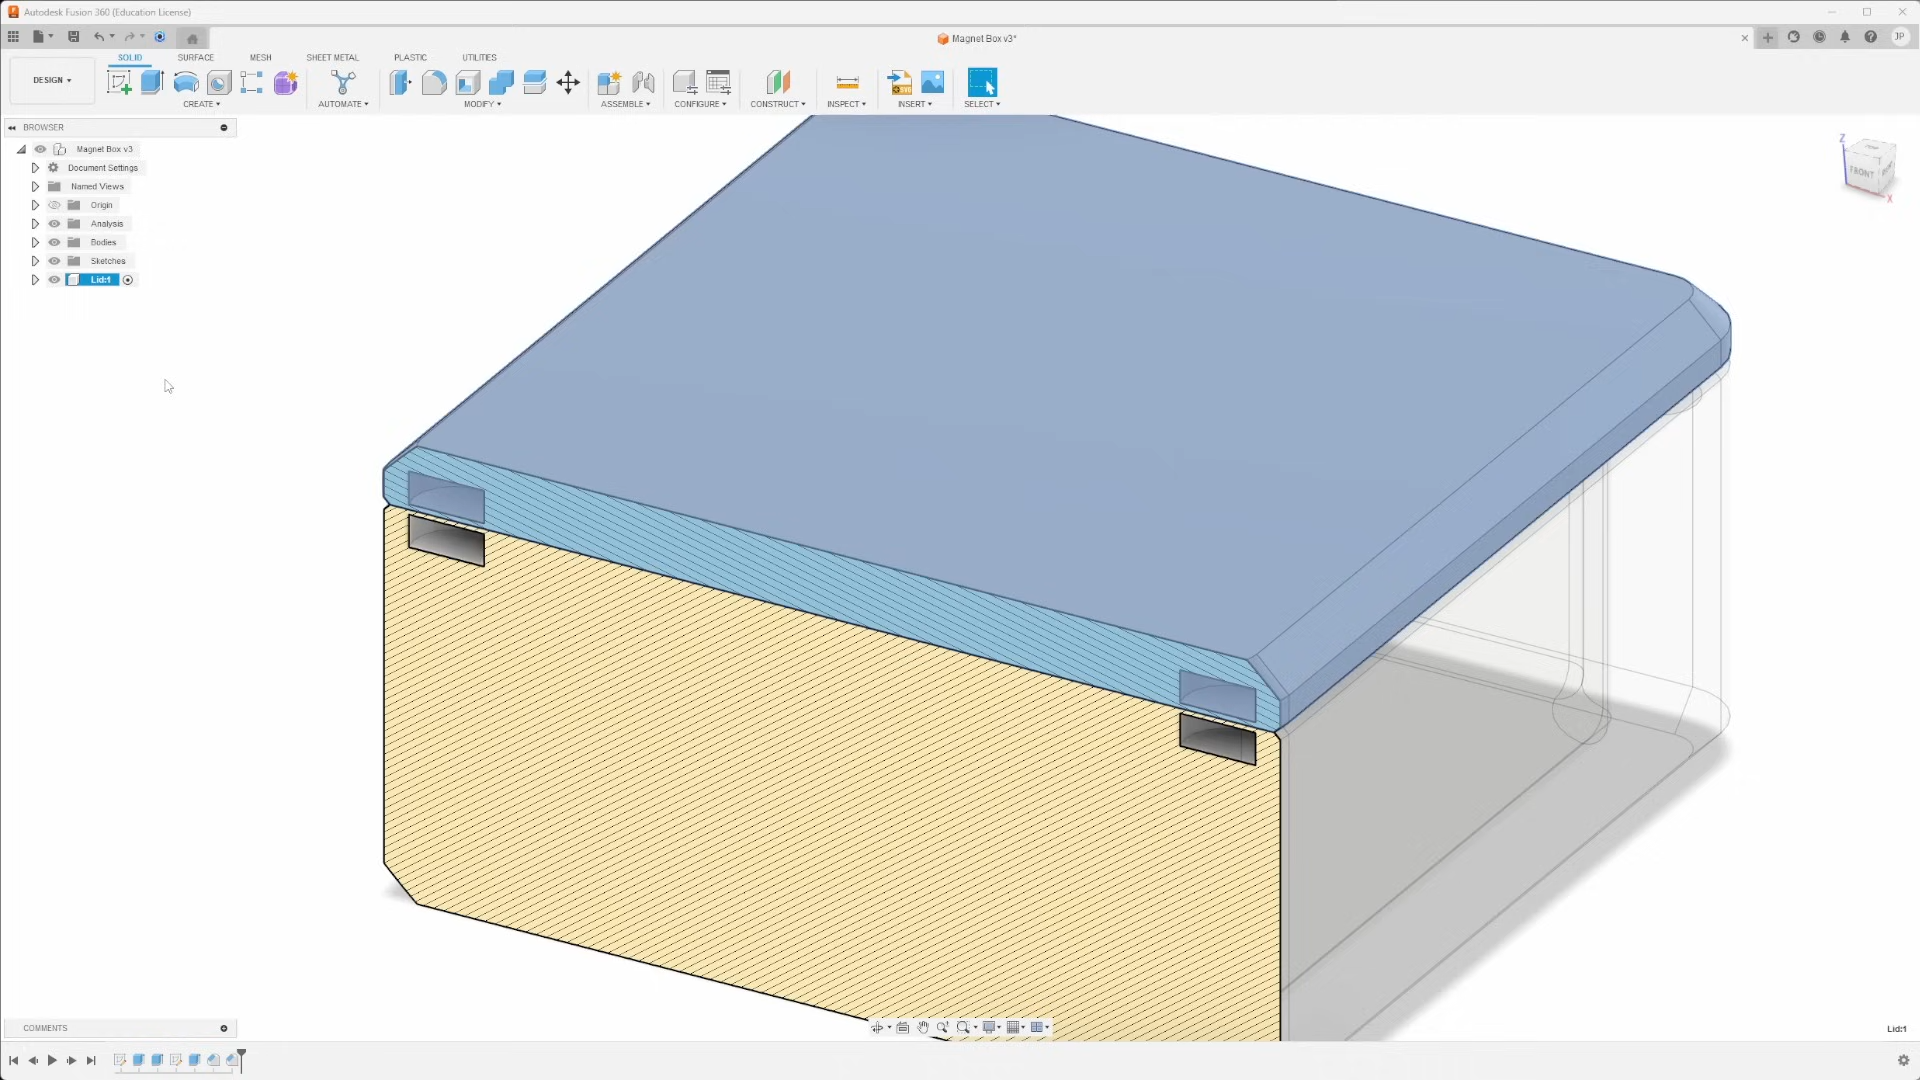 Autodesk Fusion 360 (Education License)
Magnet Box v3*
JP
SOLID SURFACE MESH SHEET METAL PLASTIC UTILITIES
DESIGN
CREATE AUTOMATE MODIFY ASSEMBLE CONFIGURE CONSTRUCT INSPECT INSERT SELECT
BROWSER
Magnet Box v3
Document Settings
Named Views
Origin
Analysis
Bodies
Sketches
Lid:1
Z
FRONT
X
COMMENTS
Lid:1